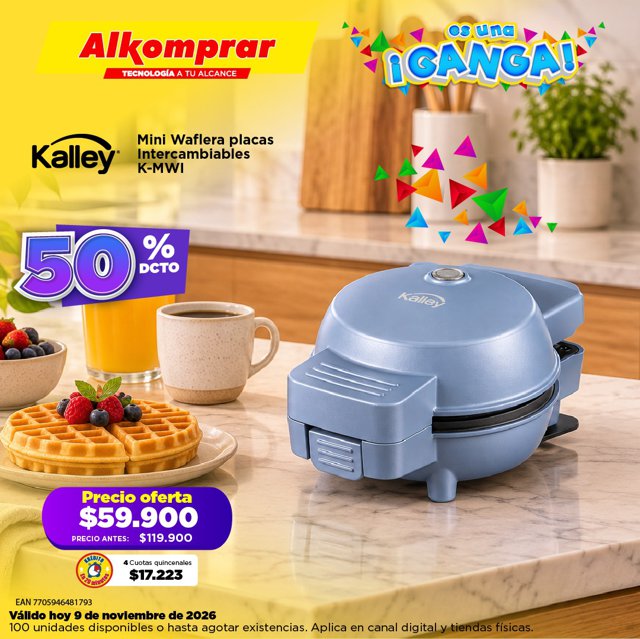 Alkomprar
TECNOLOGÍA A TU ALCANCE
es una
¡GANGA!
Kalley®
Mini Waflera placas
Intercambiables
K-MWI
50% DCTO
Kalley
Precio oferta
$59.900
PRECIO ANTES: $119.900
4 Cuotas quincenales
$17.223
EAN 7705946481793
Válido hoy 9 de noviembre de 2026
100 unidades disponibles o hasta agotar existencias. Aplica en canal digital y tiendas físicas.